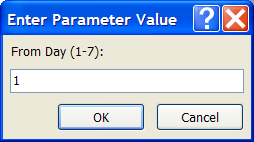 Enter Parameter Value
From Day (1-7):
1
OK Cancel